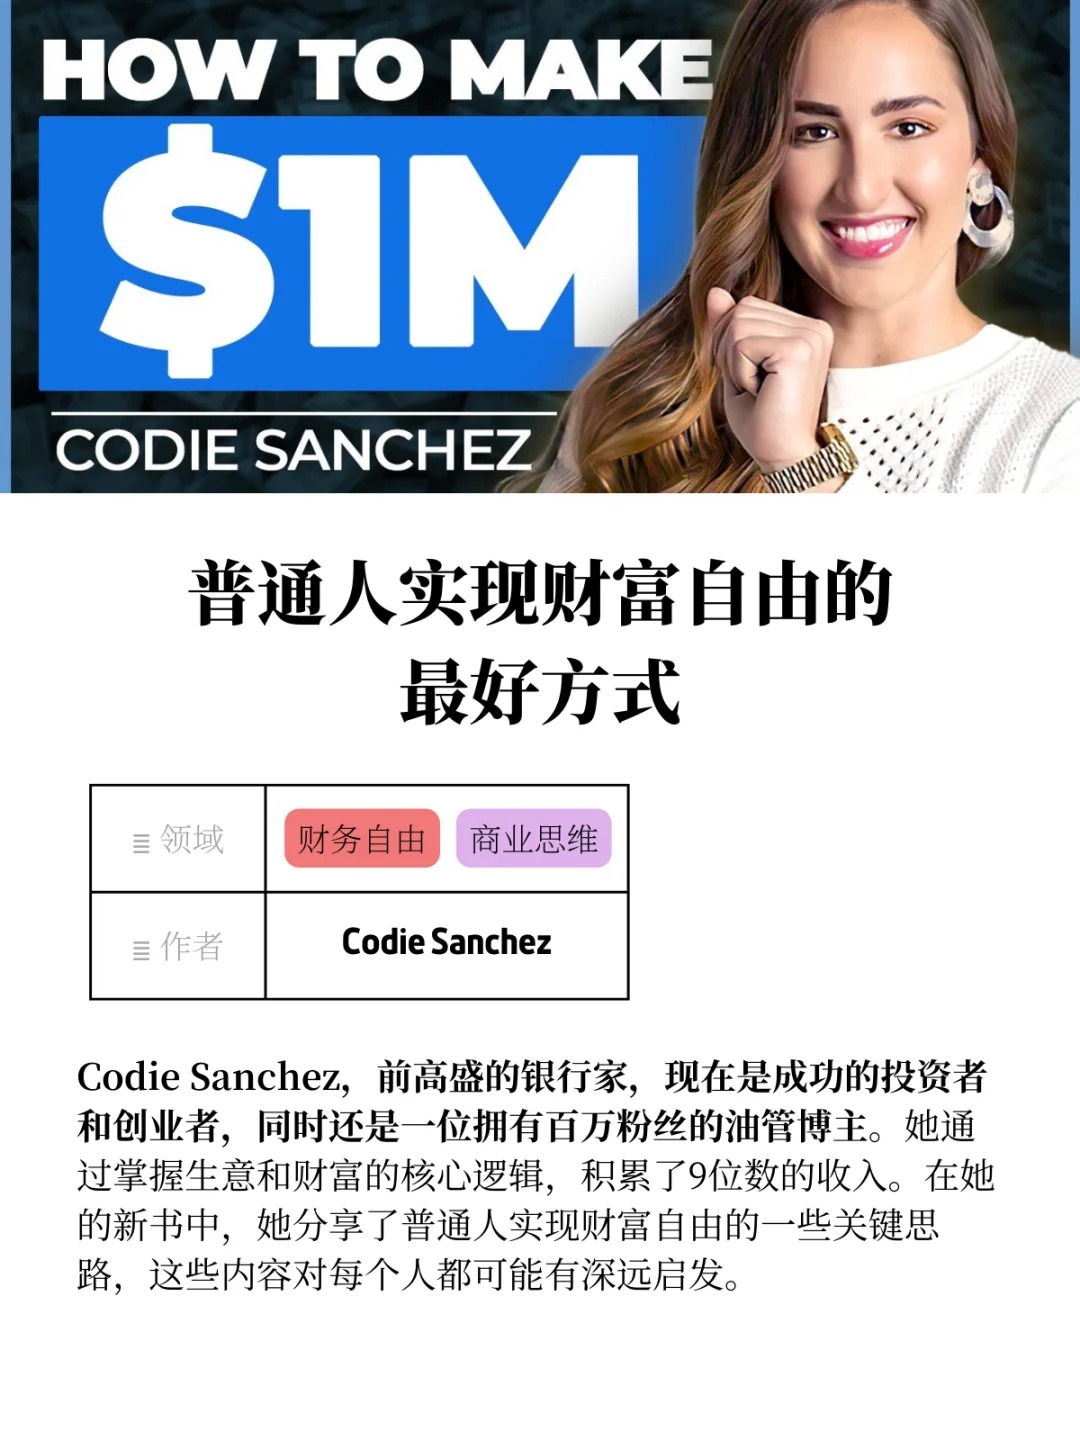 HOW TO MAKE
$1M
CODIE SANCHEZ
普通人实现财富自由的
最好方式
领域 财务自由 商业思维
作者 Codie Sanchez
Codie Sanchez，前高盛的银行家，现在是成功的投资者
和创业者，同时还是一位拥有百万粉丝的油管博主。她通
过掌握生意和财富的核心逻辑，积累了9位数的收入。在她
的新书中，她分享了普通人实现财富自由的一些关键思
路，这些内容对每个人都可能有深远启发。